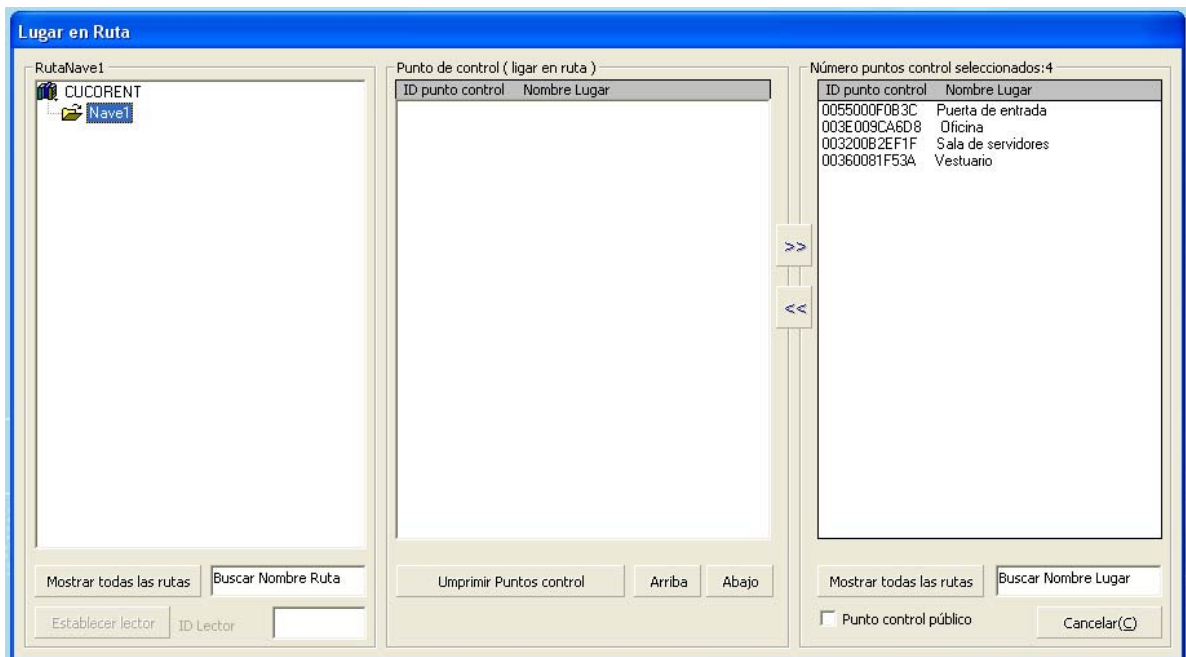 Lugar en Ruta
RutaNave1
CUCORENT
Nave1
Mostrar todas las rutas
Buscar Nombre Ruta
Establecer lector
ID Lector
Punto de control ( ligar en ruta )
ID punto control Nombre Lugar
>>
<<
Umprimir Puntos control
Arriba
Abajo
Número puntos control seleccionados:4
ID punto control Nombre Lugar
0055000F0B3C Puerta de entrada
003E009CA6D8 Oficina
003200B2EF1F Sala de servidores
00360081F53A Vestuario
Mostrar todas las rutas
Buscar Nombre Lugar
Punto control público
Cancelar(C)